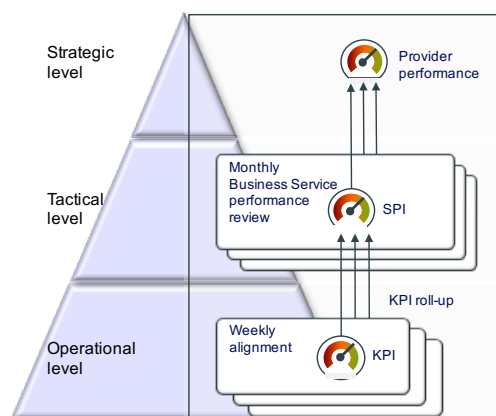 Strategic
level
Provider
performance
Monthly
Business Service
performance
review
Tactical
level
SPI
KPI roll-up
Weekly
alignment
Operational
level
KPI